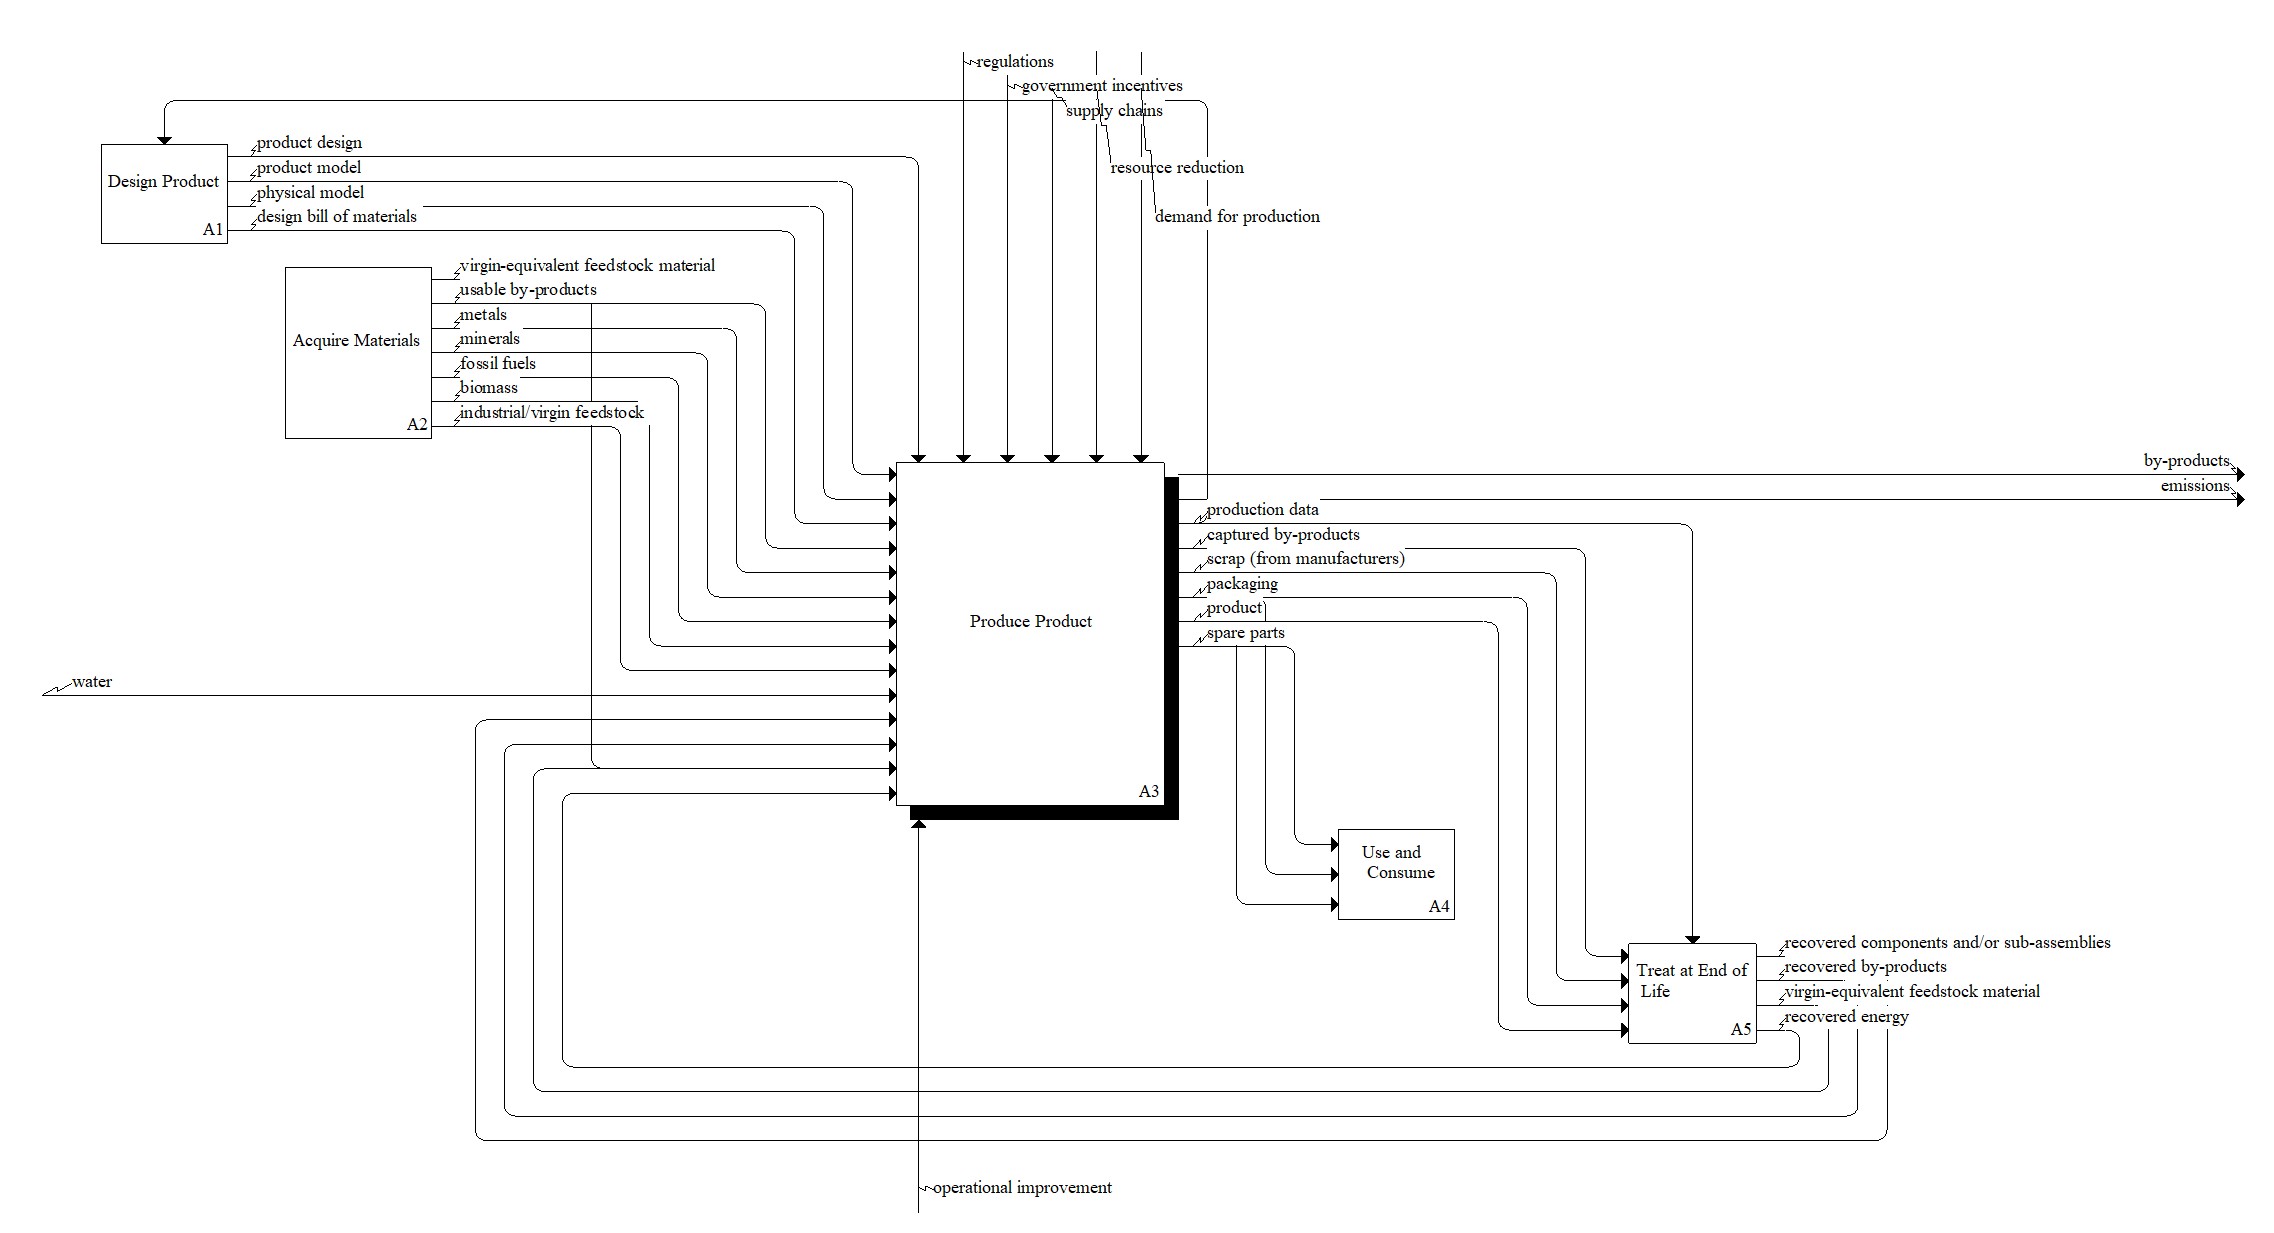 regulations
government incentives
supply chains
product design
product model
resource reduction
Design Product
physical model
design bill of materials
demand for production
A1
virgin-equivalent feedstock material
usable by-products
metals
minerals
Acquire Materials
fossil fuels
biomass
industrial/virgin feedstock
A2
by-products
emissions
production data
captured by-products
scrap (from manufacturers)
packaging
product
Produce Product
spare parts
water
A3
Use and
Consume
A4
recovered components and/or sub-assemblies
recovered by-products
Treat at End of
Life
virgin-equivalent feedstock material
recovered energy
A5
operational improvement